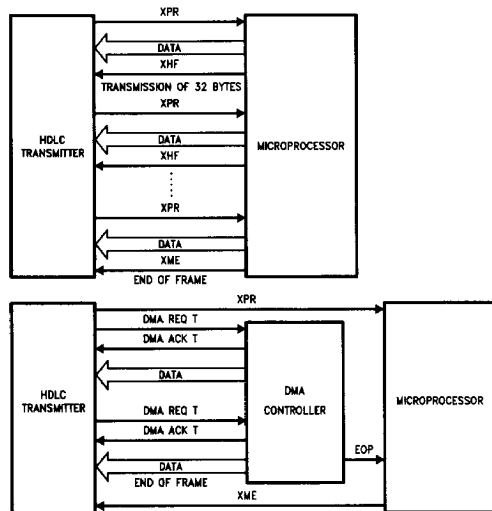 XPR
DATA
XHF
TRANSMISSION OF 32 BYTES
XPR
HDLC
TRANSMITTER
DATA
MICROPROCESSOR
XHF
XPR
DATA
XME
END OF FRAME
XPR
DMA REQ T
DMA ACK T
DATA
HDLC
TRANSMITTER
DMA
CONTROLLER
MICROPROCESSOR
DMA REQ T
DMA ACK T
EOP
DATA
END OF FRAME
XME